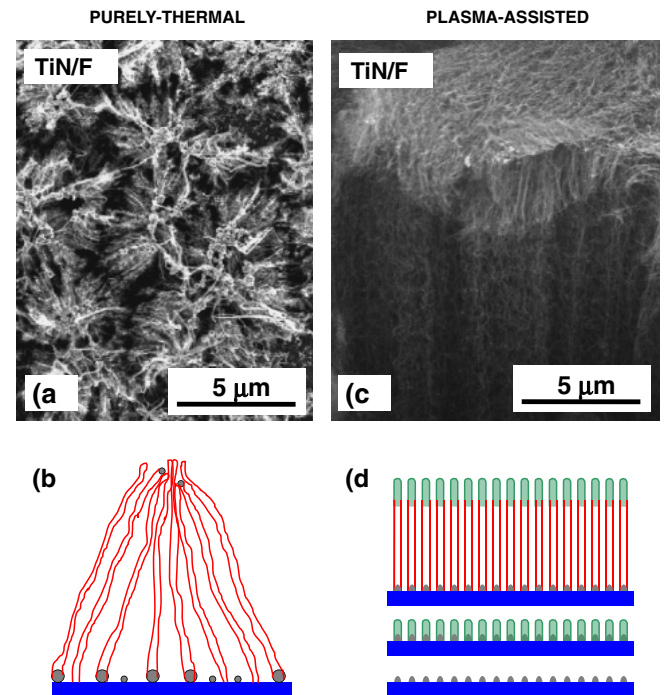 PURELY-THERMAL
PLASMA-ASSISTED
TiN/F
TiN/F
(a
5 μm
(c
5 μm
(b)
(d)